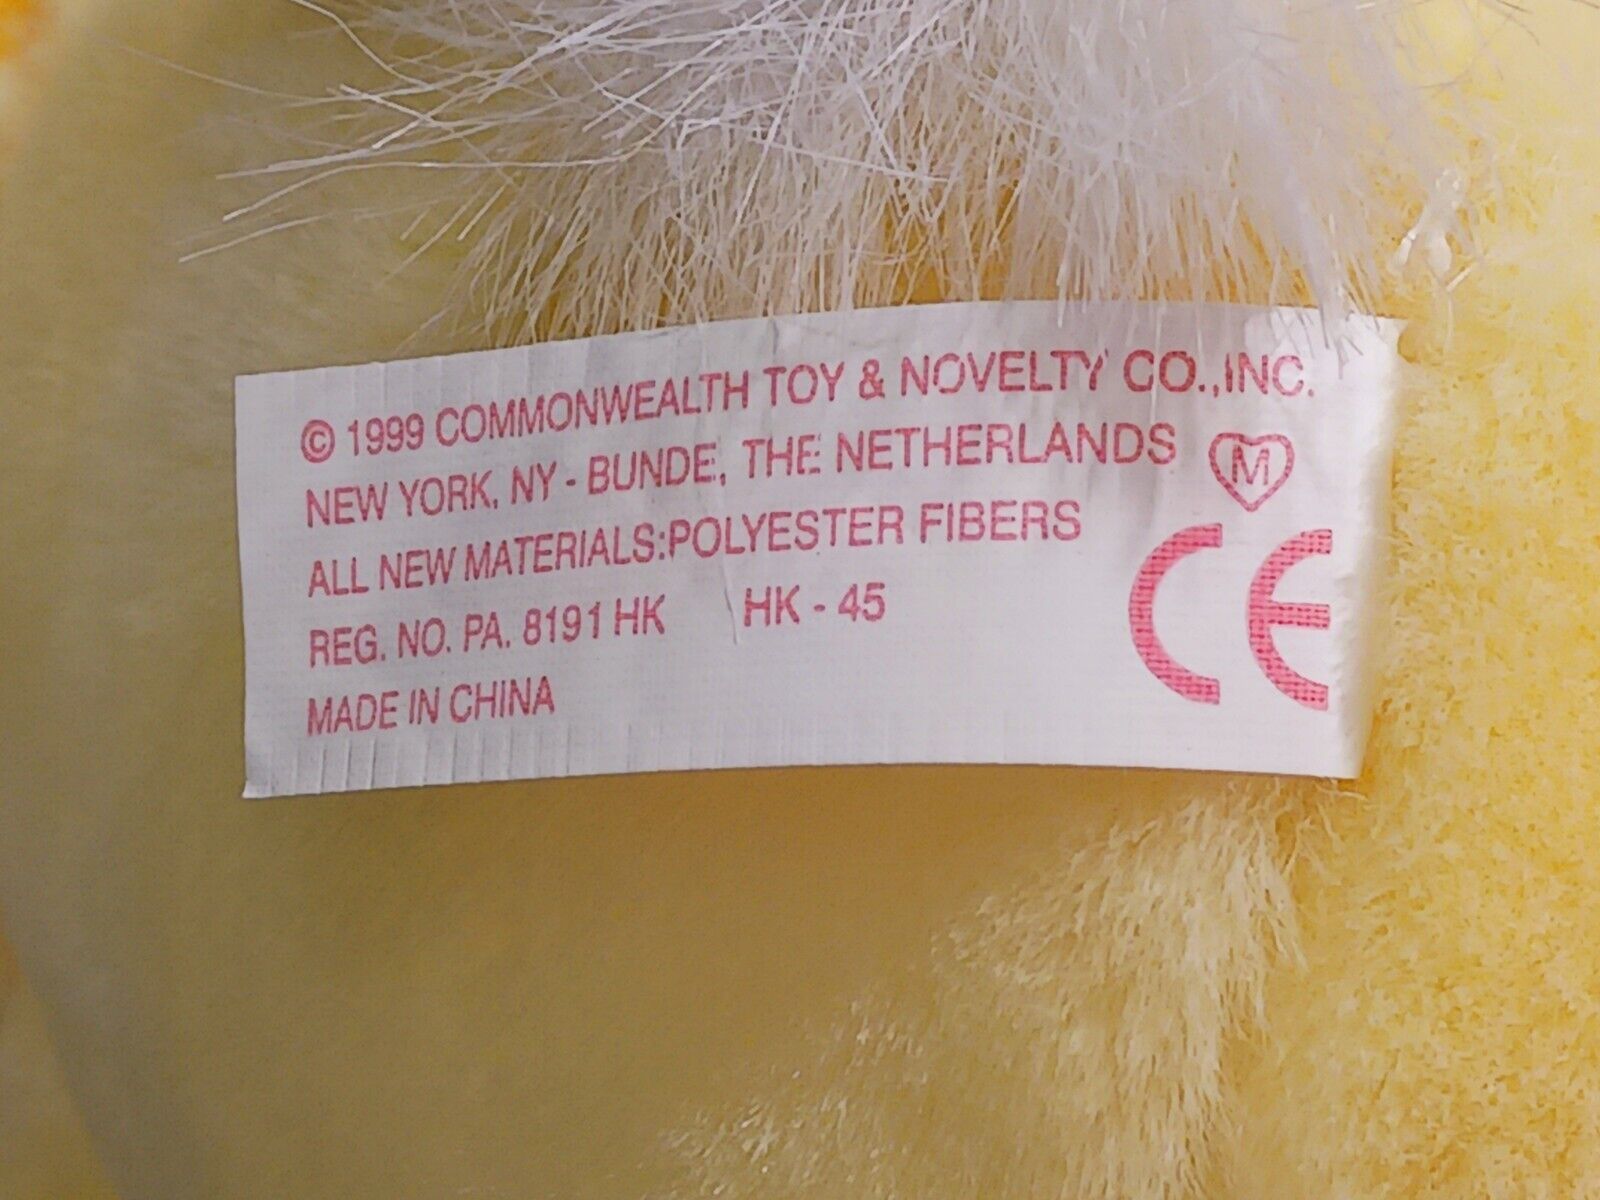 © 1999 COMMONWEALTH TOY & NOVELTY CO.,INC.
NEW YORK, NY - BUNDE, THE NETHERLANDS M
ALL NEW MATERIALS:POLYESTER FIBERS
REG. NO. PA. 8191 HK HK - 45
MADE IN CHINA
CE